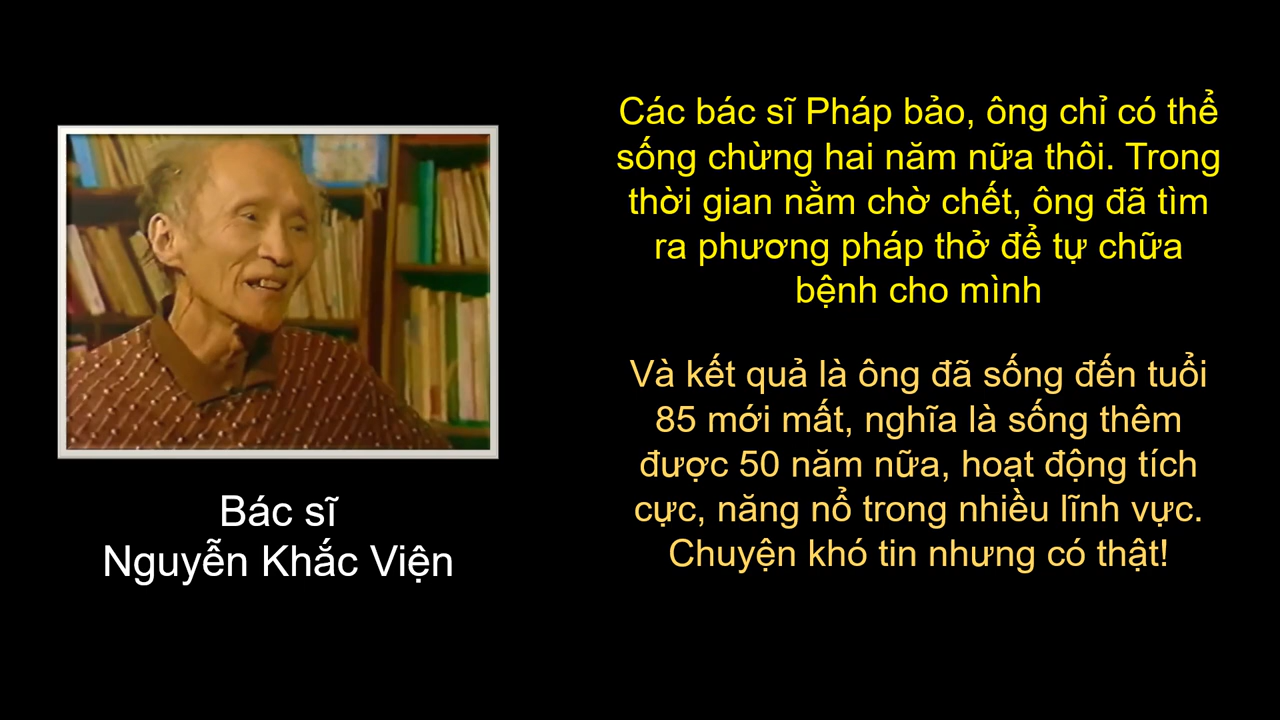 Các bác sĩ Pháp bảo, ông chỉ có thể
sống chừng hai năm nữa thôi. Trong
thời gian nằm chờ chết, ông đã tìm
ra phương pháp thở để tự chữa
bệnh cho mình
Và kết quả là ông đã sống đến tuổi
85 mới mất, nghĩa là sống thêm
được 50 năm nữa, hoạt động tích
cực, năng nổ trong nhiều lĩnh vực.
Chuyện khó tin nhưng có thật!
Bác sĩ
Nguyễn Khắc Viện